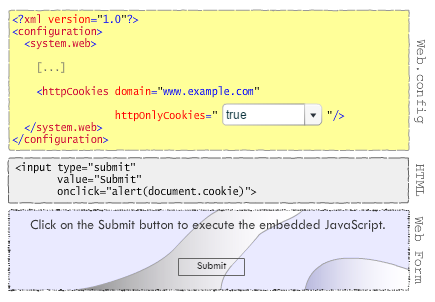 <?xml version="1.0"?>
<configuration>
<system.web>
[...]
<httpCookies domain="www.example.com"
httpOnlyCookies=" true "/>
</system.web>
</configuration>
Web.config
<input type="submit"
value="Submit"
onclick="alert(document.cookie)">
HTML
Click on the Submit button to execute the embedded JavaScript.
Submit
Web Form